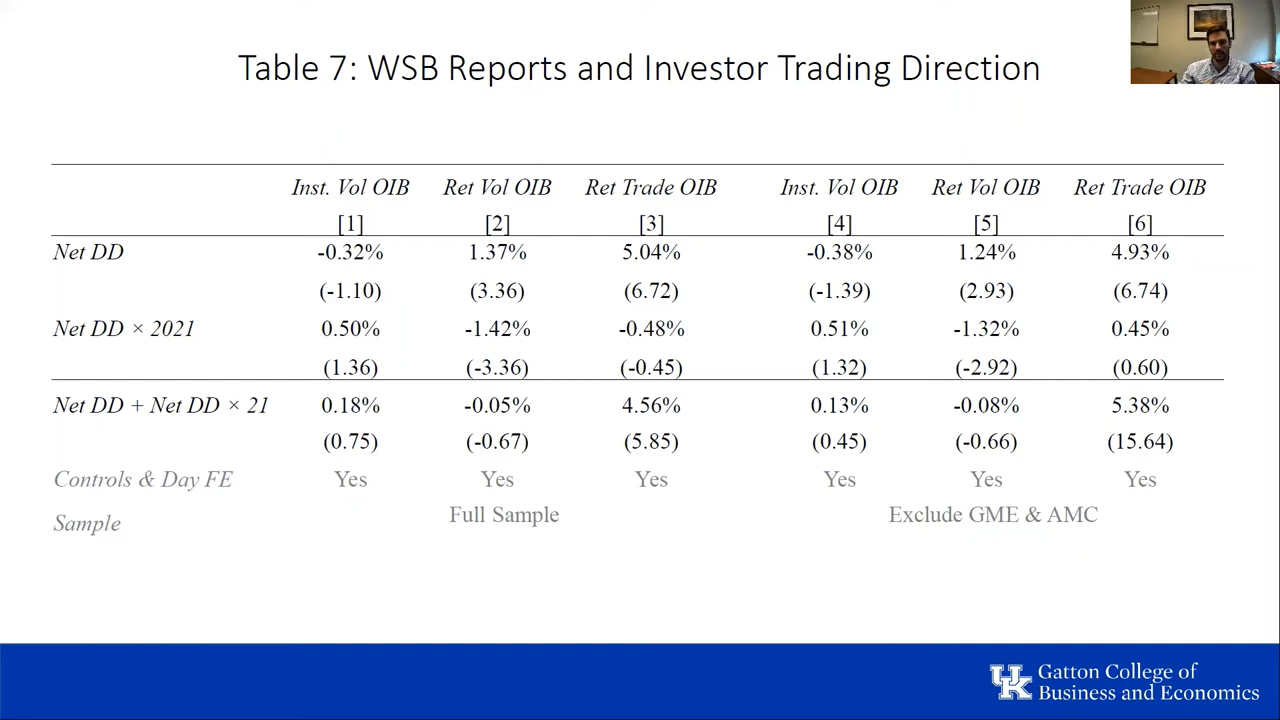 Table 7: WSB Reports and Investor Trading Direction
Inst. Vol OIB Ret Vol OIB Ret Trade OIB Inst. Vol OIB Ret Vol OIB Ret Trade OIB
[1] [2] [3] [4] [5] [6]
Net DD -0.32% 1.37% 5.04% -0.38% 1.24% 4.93%
(-1.10) (3.36) (6.72) (-1.39) (2.93) (6.74)
Net DD × 2021 0.50% -1.42% -0.48% 0.51% -1.32% 0.45%
(1.36) (-3.36) (-0.45) (1.32) (-2.92) (0.60)
Net DD + Net DD × 21 0.18% -0.05% 4.56% 0.13% -0.08% 5.38%
(0.75) (-0.67) (5.85) (0.45) (-0.66) (15.64)
Controls & Day FE Yes Yes Yes Yes Yes Yes
Sample Full Sample Exclude GME & AMC
UK Gatton College of
Business and Economics